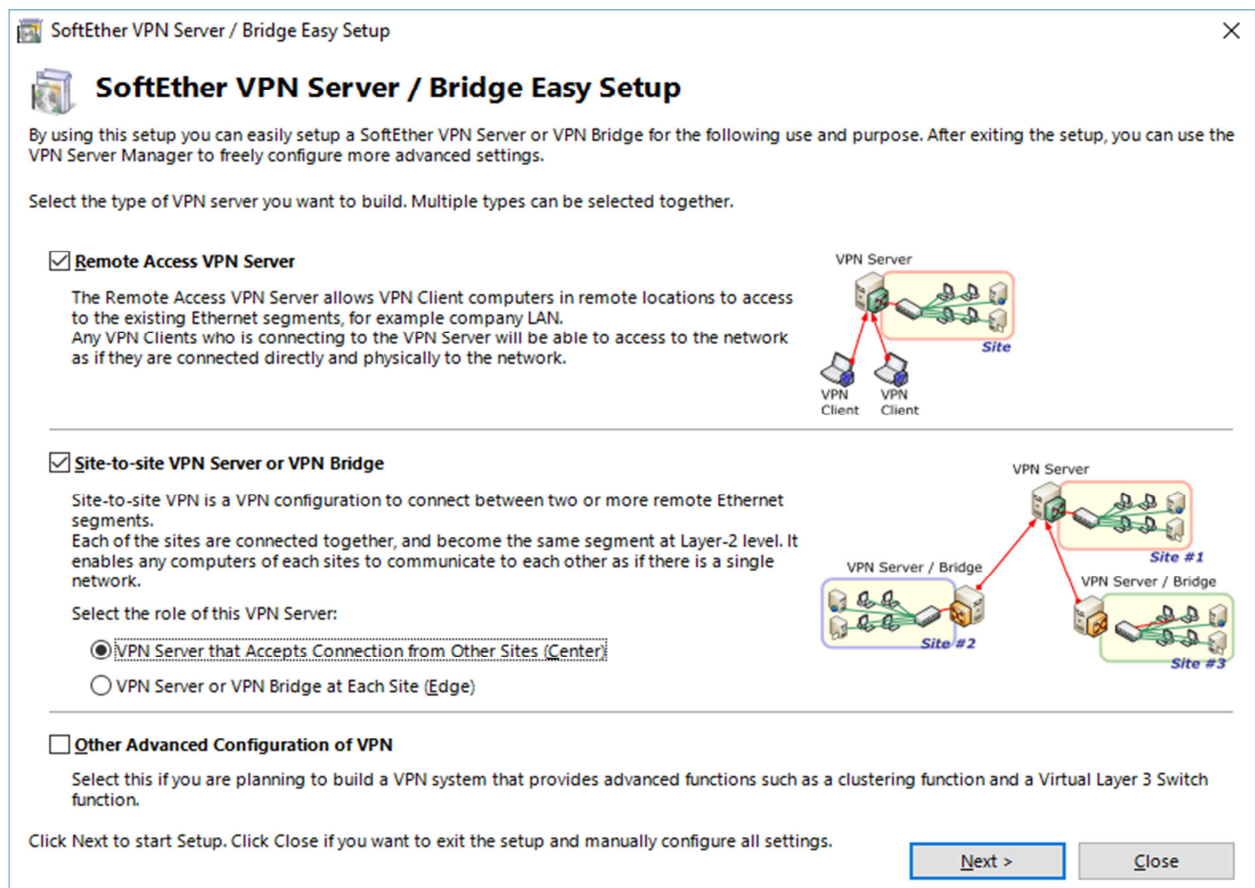 SoftEther VPN Server / Bridge Easy Setup
SoftEther VPN Server / Bridge Easy Setup
By using this setup you can easily setup a SoftEther VPN Server or VPN Bridge for the following use and purpose. After exiting the setup, you can use the
VPN Server Manager to freely configure more advanced settings.
Select the type of VPN server you want to build. Multiple types can be selected together.
Remote Access VPN Server
The Remote Access VPN Server allows VPN Client computers in remote locations to access
to the existing Ethernet segments, for example company LAN.
Any VPN Clients who is connecting to the VPN Server will be able to access to the network
as if they are connected directly and physically to the network.
VPN Server
Site
VPN
Client
VPN
Client
Site-to-site VPN Server or VPN Bridge
Site-to-site VPN is a VPN configuration to connect between two or more remote Ethernet
segments.
Each of the sites are connected together, and become the same segment at Layer-2 level. It
enables any computers of each sites to communicate to each other as if there is a single
network.
Select the role of this VPN Server:
VPN Server that Accepts Connection from Other Sites (Center)
VPN Server or VPN Bridge at Each Site (Edge)
VPN Server
Site #1
VPN Server / Bridge
Site #2
VPN Server / Bridge
Site #3
Other Advanced Configuration of VPN
Select this if you are planning to build a VPN system that provides advanced functions such as a clustering function and a Virtual Layer 3 Switch
function.
Click Next to start Setup. Click Close if you want to exit the setup and manually configure all settings.
Next >
Close